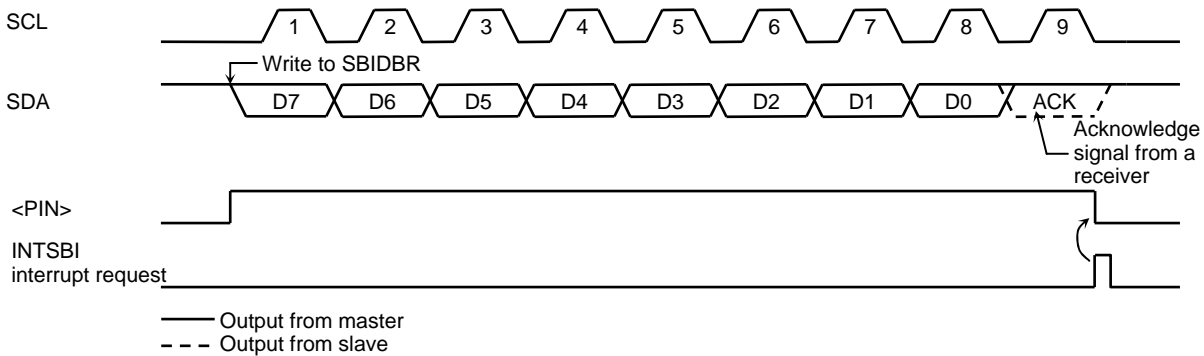 SCL
1 2 3 4 5 6 7 8 9
Write to SBIDBR
SDA
D7 D6 D5 D4 D3 D2 D1 D0 ACK
Acknowledge
signal from a
receiver
<PIN>
INTSBI
interrupt request
Output from master
Output from slave